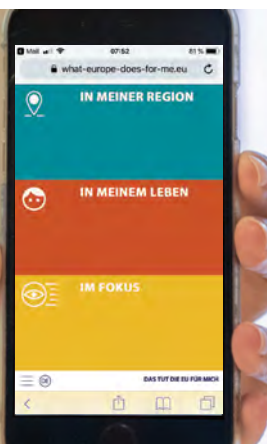 Mail 07:52 81 %
what-europe-does-for-me.eu
IN MEINER REGION
IN MEINEM LEBEN
IM FOKUS
DE DAS TUT DIE EU FÜR MICH